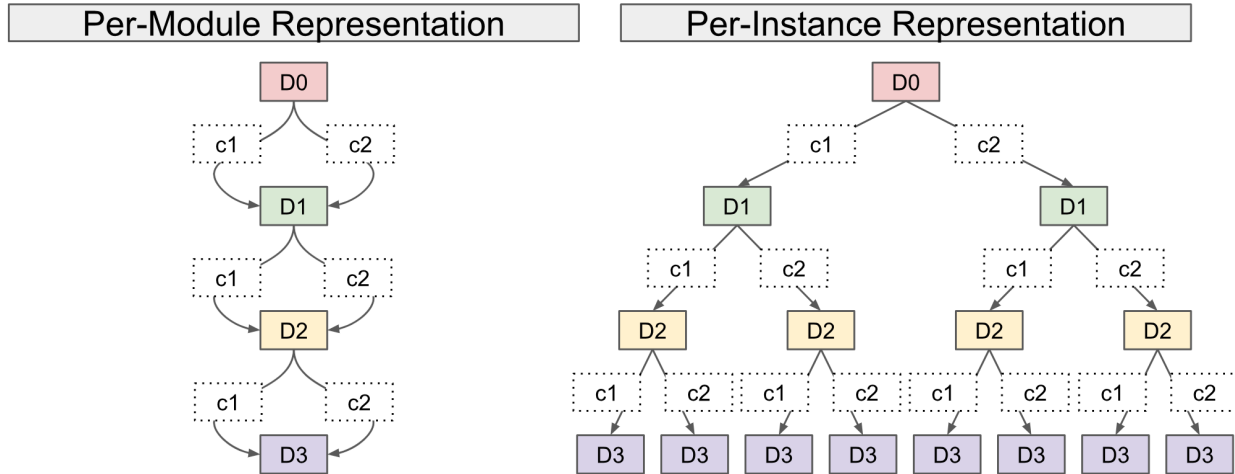 Per-Module Representation
D0
c1 c2
D1
c1 c2
D2
c1 c2
D3
Per-Instance Representation
D0
c1 c2
D1 D1
c1 c2 c1 c2
D2 D2 D2 D2
c1 c2 c1 c2 c1 c2 c1 c2
D3 D3 D3 D3 D3 D3 D3 D3